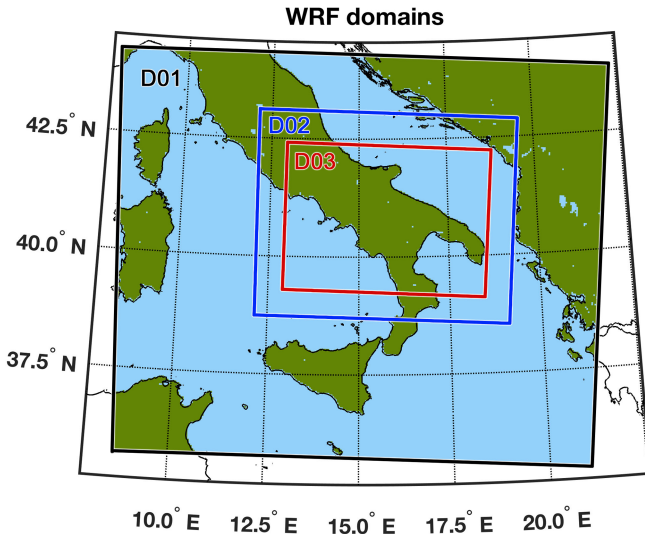 WRF domains
D01
42.5° N
D02
D03
40.0° N
37.5° N
10.0° E
12.5° E
15.0° E
17.5° E
20.0° E